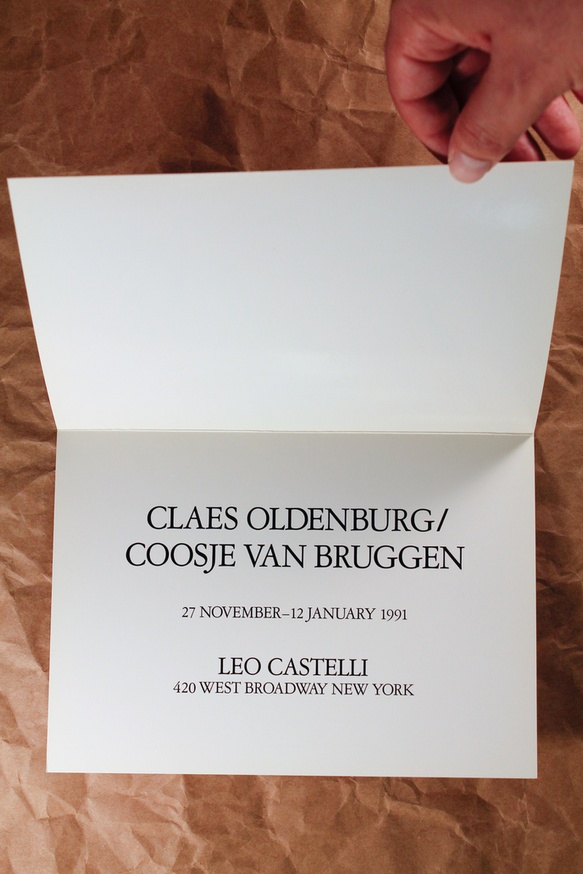 CLAES OLDENBURG/
COOSJE VAN BRUGGEN
27 NOVEMBER–12 JANUARY 1991
LEO CASTELLI
420 WEST BROADWAY NEW YORK